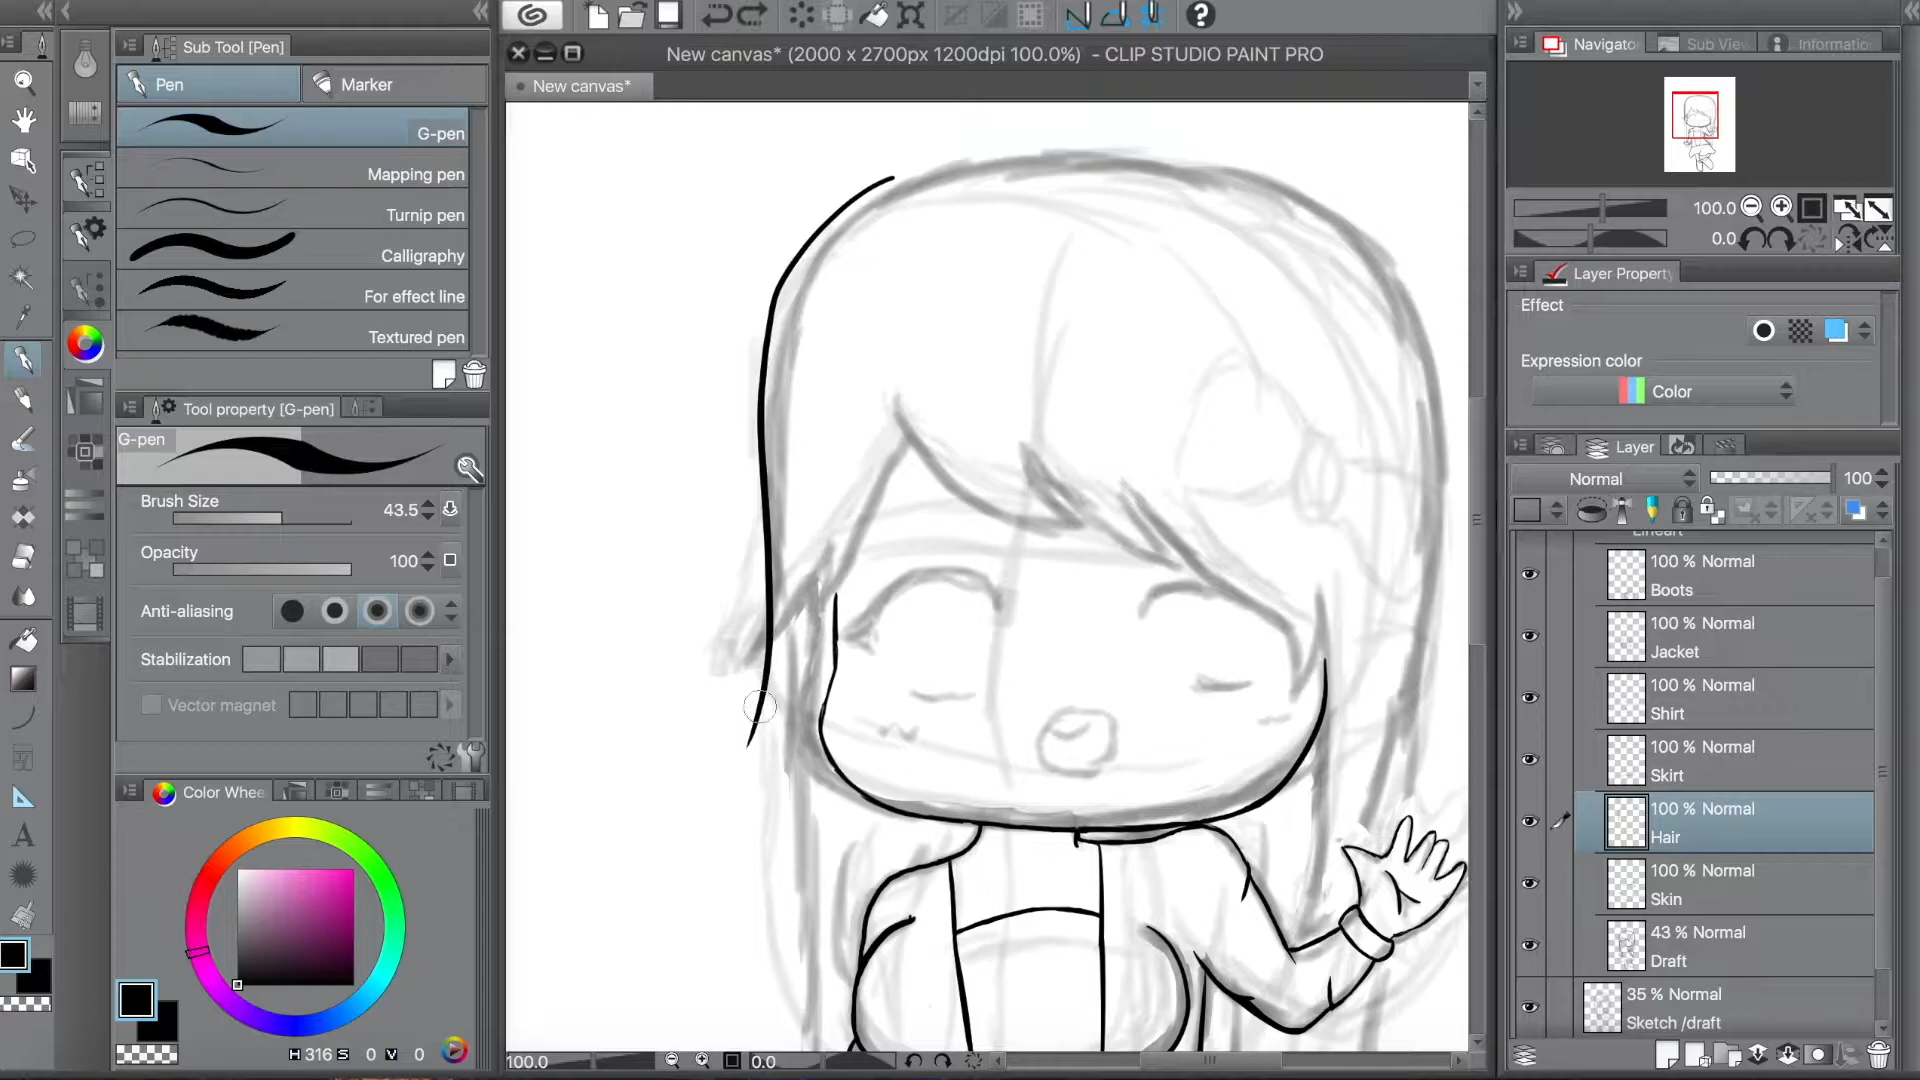 Sub Tool [Pen]
Pen
Marker
G-pen
Mapping pen
Turnip pen
Calligraphy
For effect line
Textured pen
Tool property [G-pen]
G-pen
Brush Size
43.5
Opacity
100
Anti-aliasing
Stabilization
Vector magnet
Color Whee
H 316 S 0 V 0
New canvas* (2000 x 2700px 1200dpi 100.0%) - CLIP STUDIO PAINT PRO
New canvas*
100.0
0.0
Navigato
Sub View
Informatio
100.0
0.0
Layer Property
Effect
Expression color
Color
Layer
Normal
100
Lineart
100 % Normal
Boots
100 % Normal
Jacket
100 % Normal
Shirt
100 % Normal
Skirt
100 % Normal
Hair
100 % Normal
Skin
43 % Normal
Draft
35 % Normal
Sketch /draft